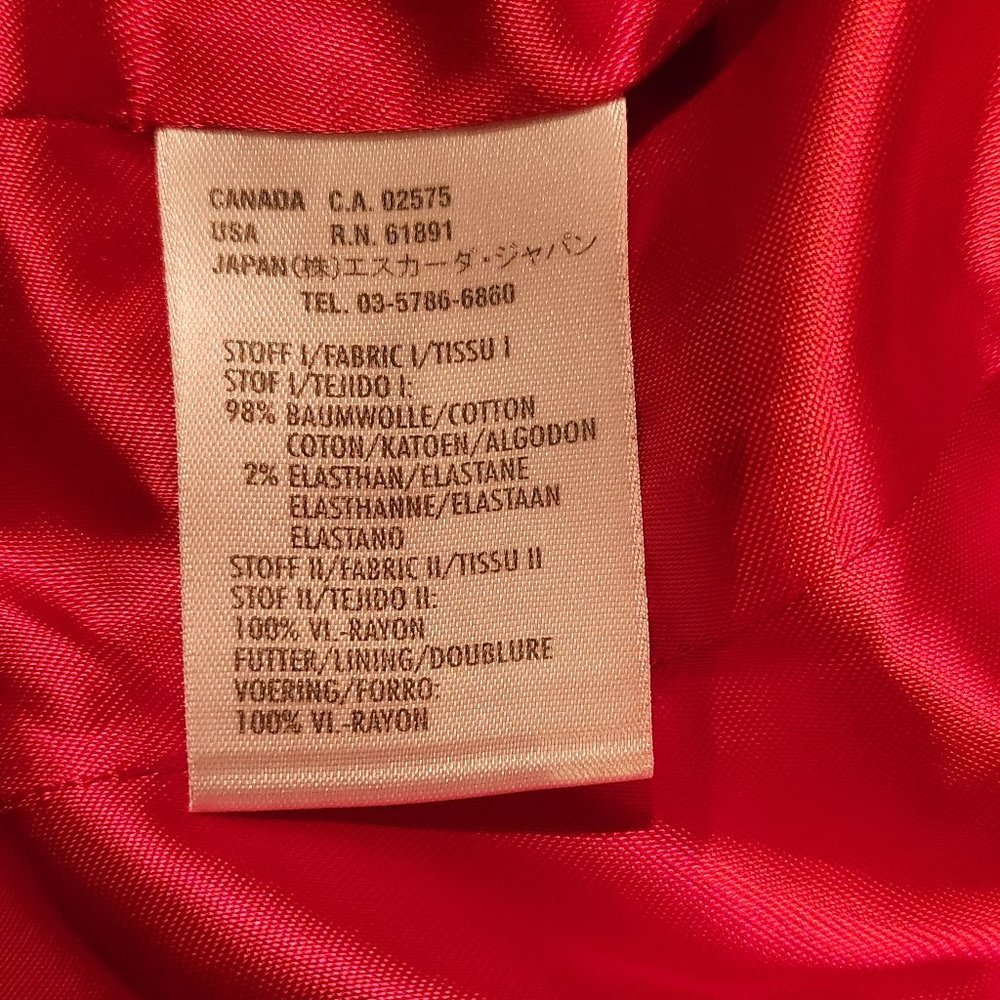 CANADA C.A. 02575
USA R.N. 61891
JAPAN(株)エスカーダ・ジャパン
TEL. 03-5786-6860
STOFF I/FABRIC I/TISSU I
STOF I/TEJIDO I:
98% BAUMWOLLE/COTTON
COTON/KATOEN/ALGODON
2% ELASTHAN/ELASTANE
ELASTHANNE/ELASTAAN
ELASTANO
STOFF II/FABRIC II/TISSU II
STOF II/TEJIDO II:
100% VI.-RAYON
FUTTER/LINING/DOUBLURE
VOERING/FORRO:
100% VI.-RAYON